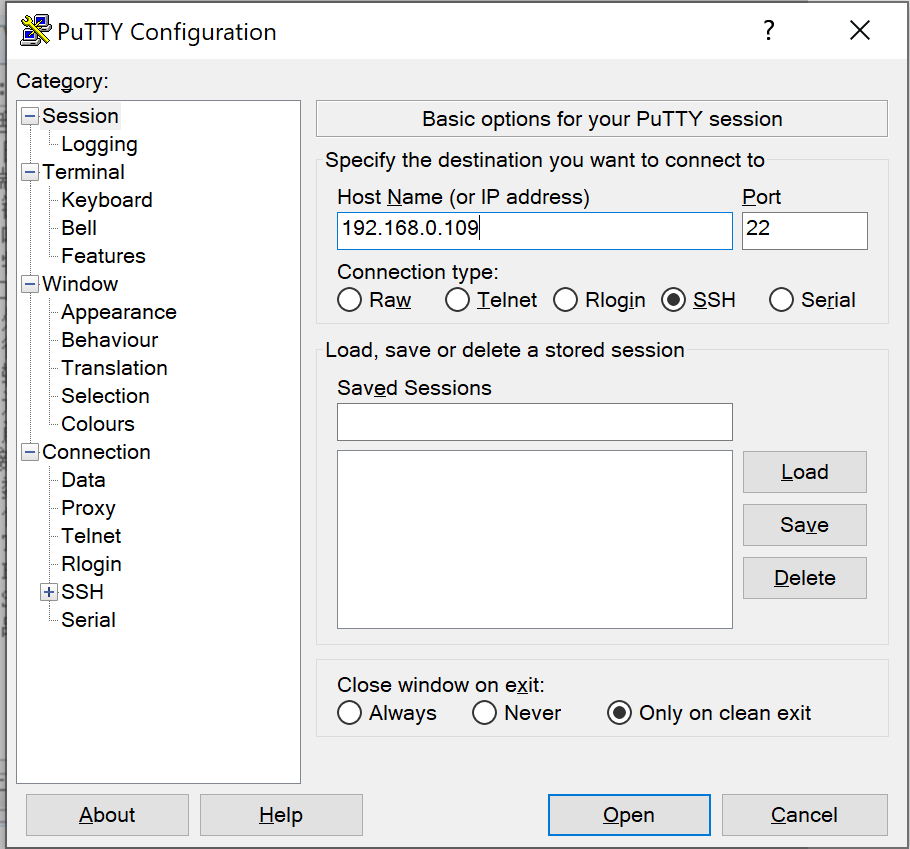 PuTTY Configuration
?
Category:
Session
Logging
Terminal
Keyboard
Bell
Features
Window
Appearance
Behaviour
Translation
Selection
Colours
Connection
Data
Proxy
Telnet
Rlogin
SSH
Serial
Basic options for your PuTTY session
Specify the destination you want to connect to
Host Name (or IP address) Port
192.168.0.109 22
Connection type:
Raw Telnet Rlogin SSH Serial
Load, save or delete a stored session
Saved Sessions
Load
Save
Delete
Close window on exit:
Always Never Only on clean exit
About Help Open Cancel